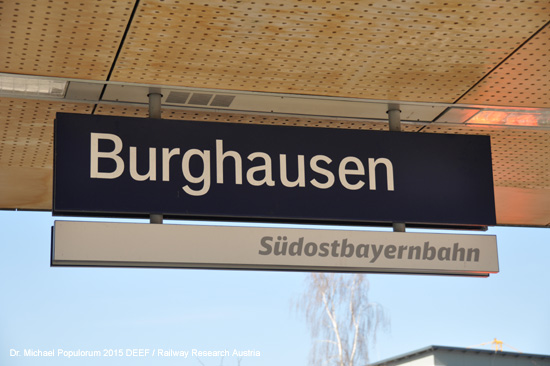 Burghausen
Südostbayernbahn
Dr. Michael Populorum 2015 DEEF / Railway Research Austria